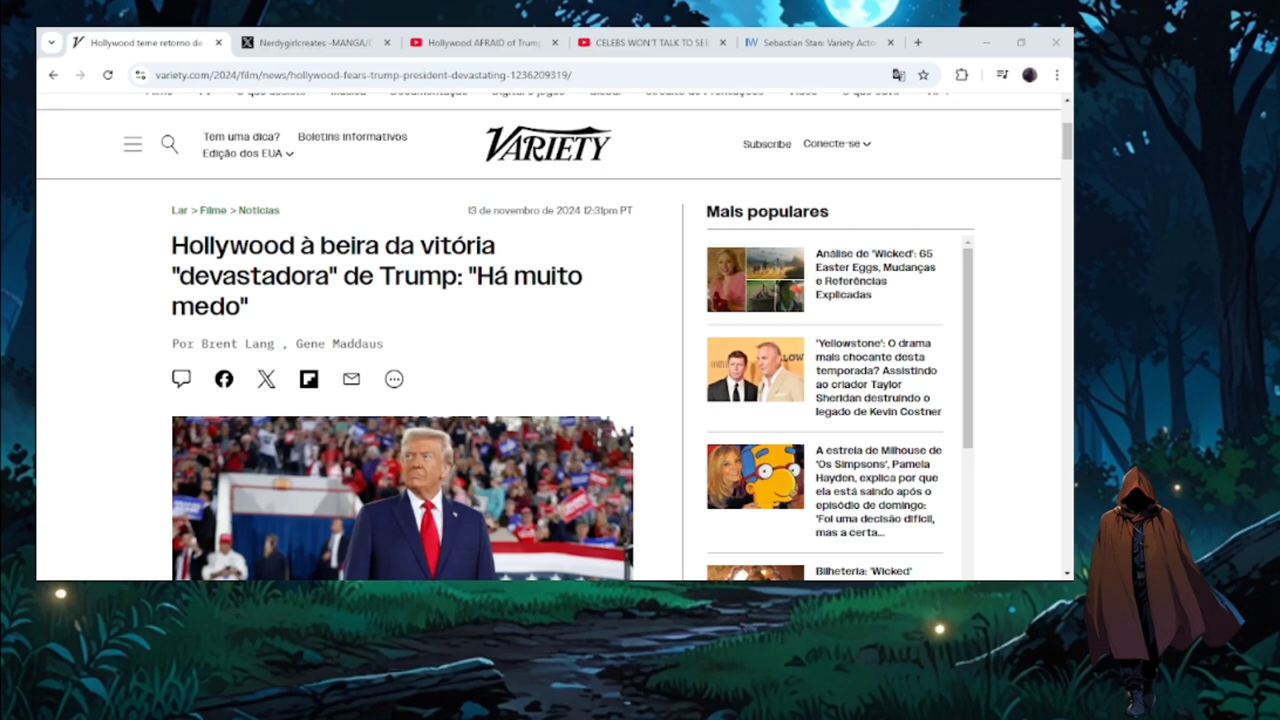 Hollywood teme retorno de
Nerdygirlcreates -MANGA/C
Hollywood AFRAID of Trump
CELEBS WON'T TALK TO SE
Sebastian Stan: Variety Acto
variety.com/2024/film/news/hollywood-fears-trump-president-devastating-1236209319/
Tem uma dica?
Boletins informativos
Edição dos EUA
VARIETY
Subscribe
Conecte-se
Lar > Filme > Notícias
13 de novembro de 2024 12:31pm PT
Hollywood à beira da vitória
"devastadora" de Trump: "Há muito
medo"
Por Brent Lang , Gene Maddaus
Mais populares
Análise de 'Wicked': 65
Easter Eggs, Mudanças
e Referências
Explicadas
'Yellowstone': O drama
mais chocante desta
temporada? Assistindo
ao criador Taylor
Sheridan destruindo o
legado de Kevin Costner
A estrela de Milhouse de
'Os Simpsons', Pamela
Hayden, explica por que
ela está saindo após o
episódio de domingo:
'Foi uma decisão difícil,
mas a certa...
Bilheteria: 'Wicked'